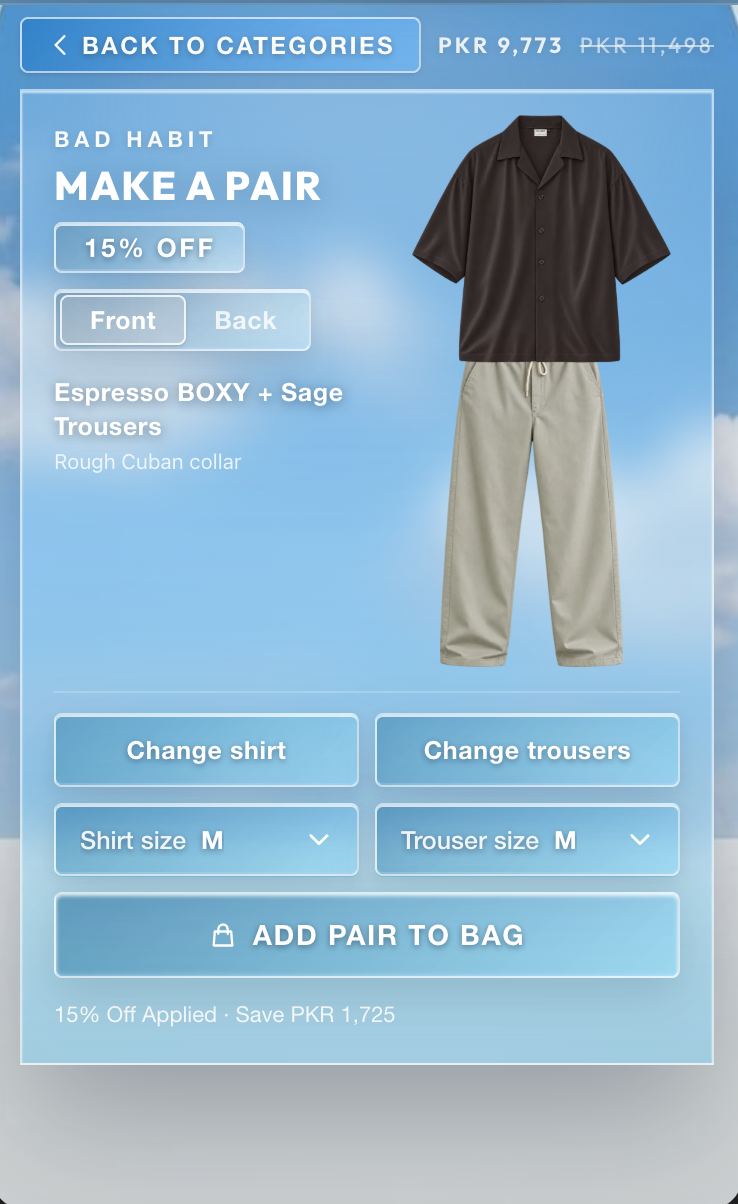 BACK TO CATEGORIES
PKR 9,773 PKR 11,498
BAD HABIT
MAKE A PAIR
15% OFF
Front Back
Espresso BOXY + Sage
Trousers
Rough Cuban collar
Change shirt
Change trousers
Shirt size M
Trouser size M
ADD PAIR TO BAG
15% Off Applied · Save PKR 1,725